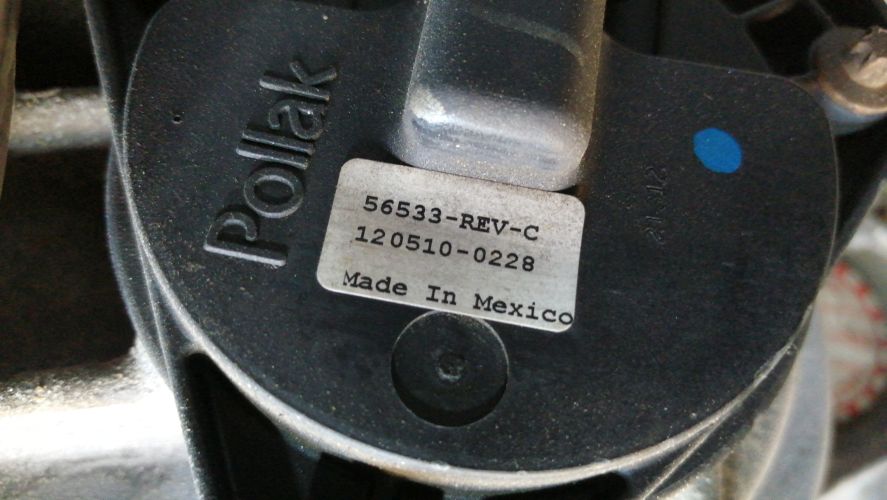 Pollak
56533-REV-C
120510-0228
Made In Mexico